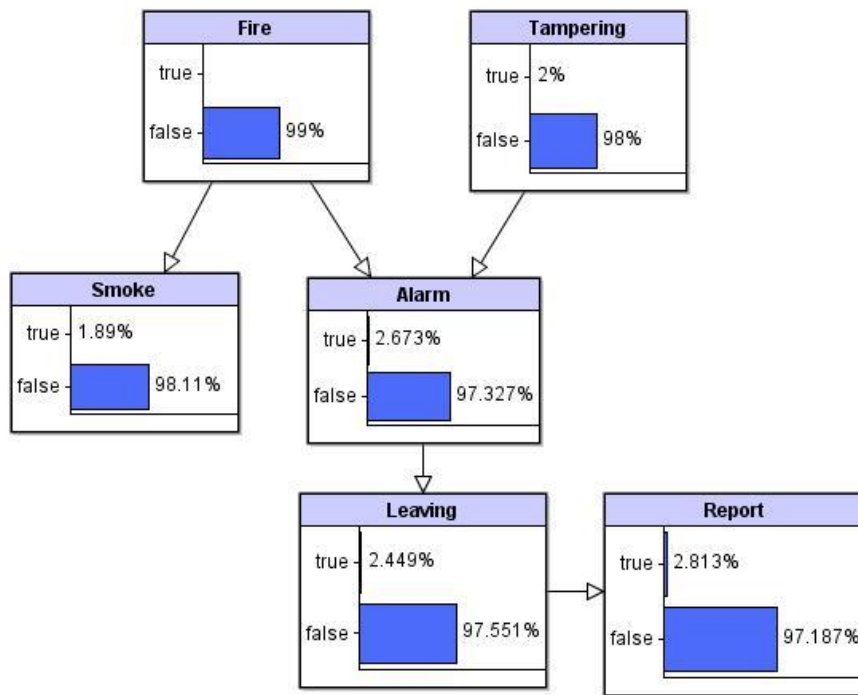 Fire
true
false 99%
Tampering
true 2%
false 98%
Smoke
true 1.89%
false 98.11%
Alarm
true 2.673%
false 97.327%
Leaving
true 2.449%
false 97.551%
Report
true 2.813%
false 97.187%